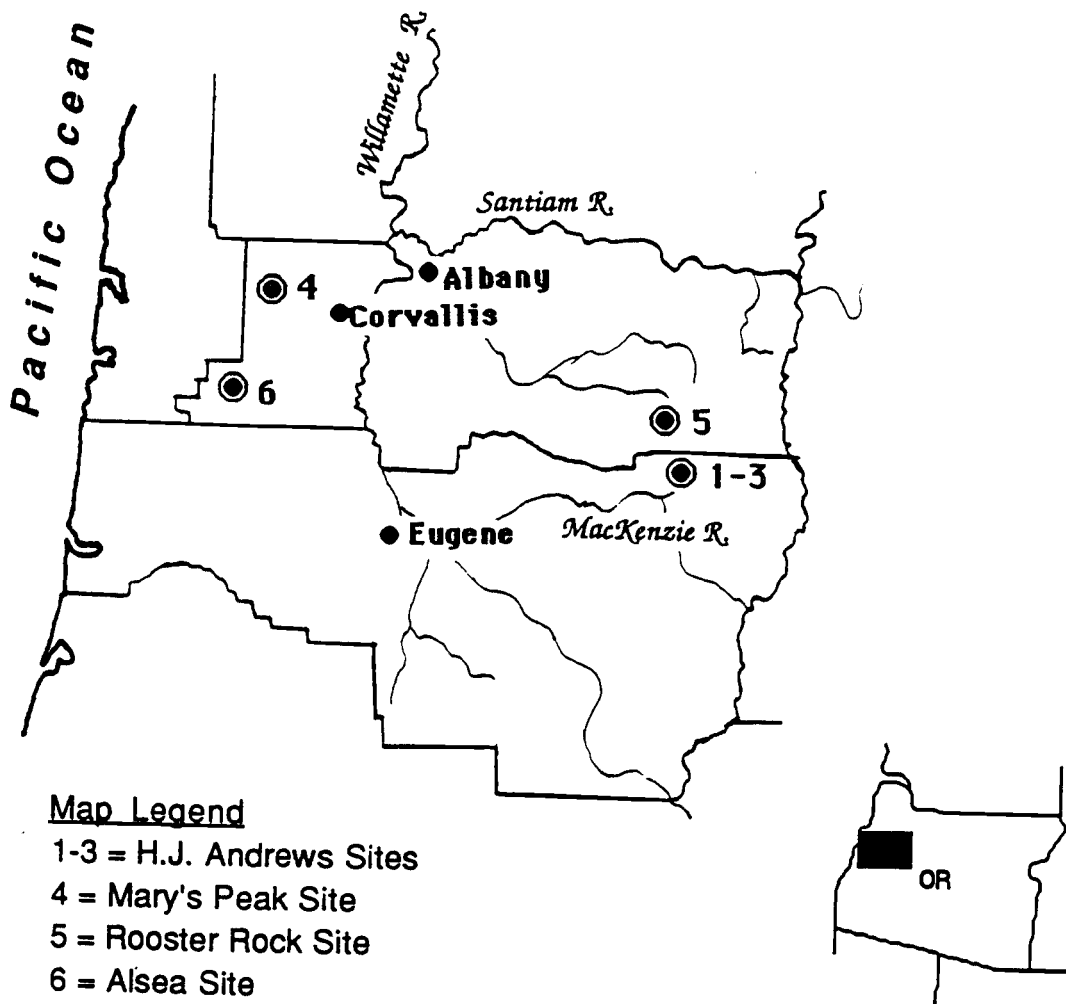 Pacific Ocean
Willamette R.
Santiam R.
Albany
4
Corvallis
6
5
1-3
Eugene
MacKenzie R.
Map Legend
1-3 = H.J. Andrews Sites
4 = Mary's Peak Site
5 = Rooster Rock Site
6 = Alsea Site
OR